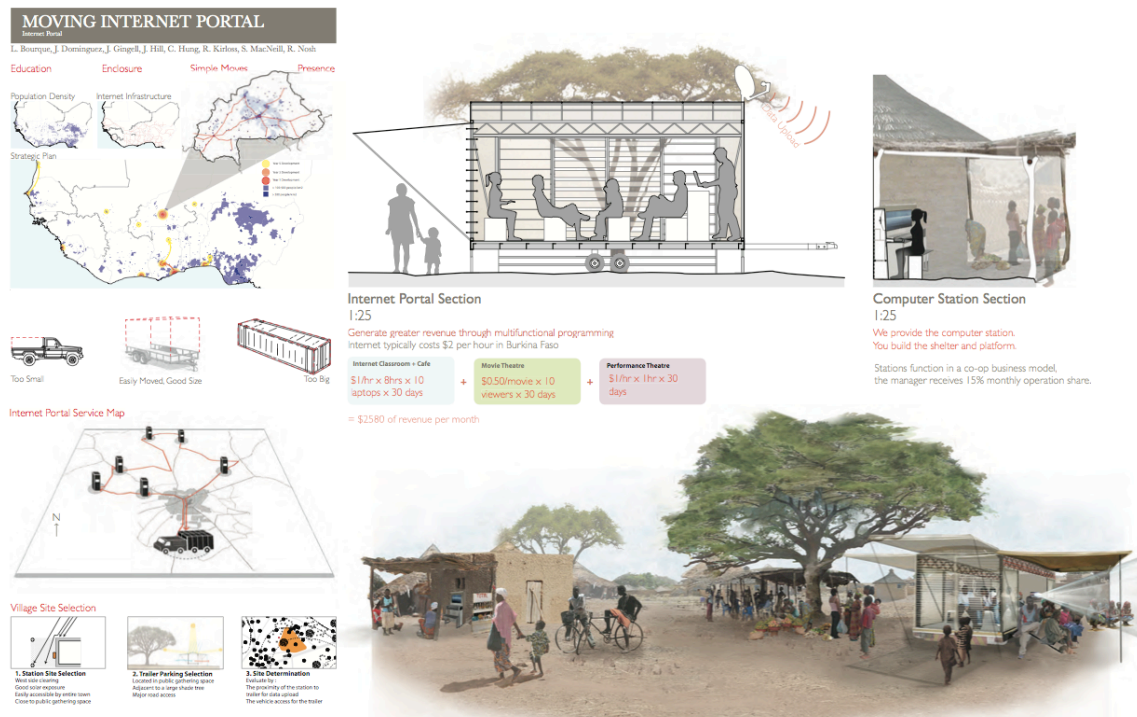 MOVING INTERNET PORTAL
Internet Portal
L. Bourque, J. Dominguez, J. Gingell, J. Hill, C. Hung, R. Kirloss, S. MacNeill, R. Nosh
Education
Enclosure
Simple Moves
Presence
Population Density
Internet Infrastructure
Strategic Plan
Too Small
Easily Moved, Good Size
Too Big
Internet Portal Service Map
N
Village Site Selection
1. Station Site Selection
West side clearing
Good solar exposure
Easily accessible by entire town
Close to public gathering space
2. Trailer Parking Selection
Located in public gathering space
Adjacent to a large shade tree
Major road access
3. Site Determination
Evaluate by :
The proximity of the station to
trailer for data upload
The vehicle access for the trailer
Data Upload
Internet Portal Section
1:25
Generate greater revenue through multifunctional programming
Internet typically costs $2 per hour in Burkina Faso
Internet Classroom + Cafe
$1/hr x 8hrs x 10
laptops x 30 days
+
Movie Theatre
$0.50/movie x 10
viewers x 30 days
+
Performance Theatre
$1/hr x 1hr x 30
days
= $2580 of revenue per month
Computer Station Section
1:25
We provide the computer station.
You build the shelter and platform.
Stations function in a co-op business model,
the manager receives 15% monthly operation share.